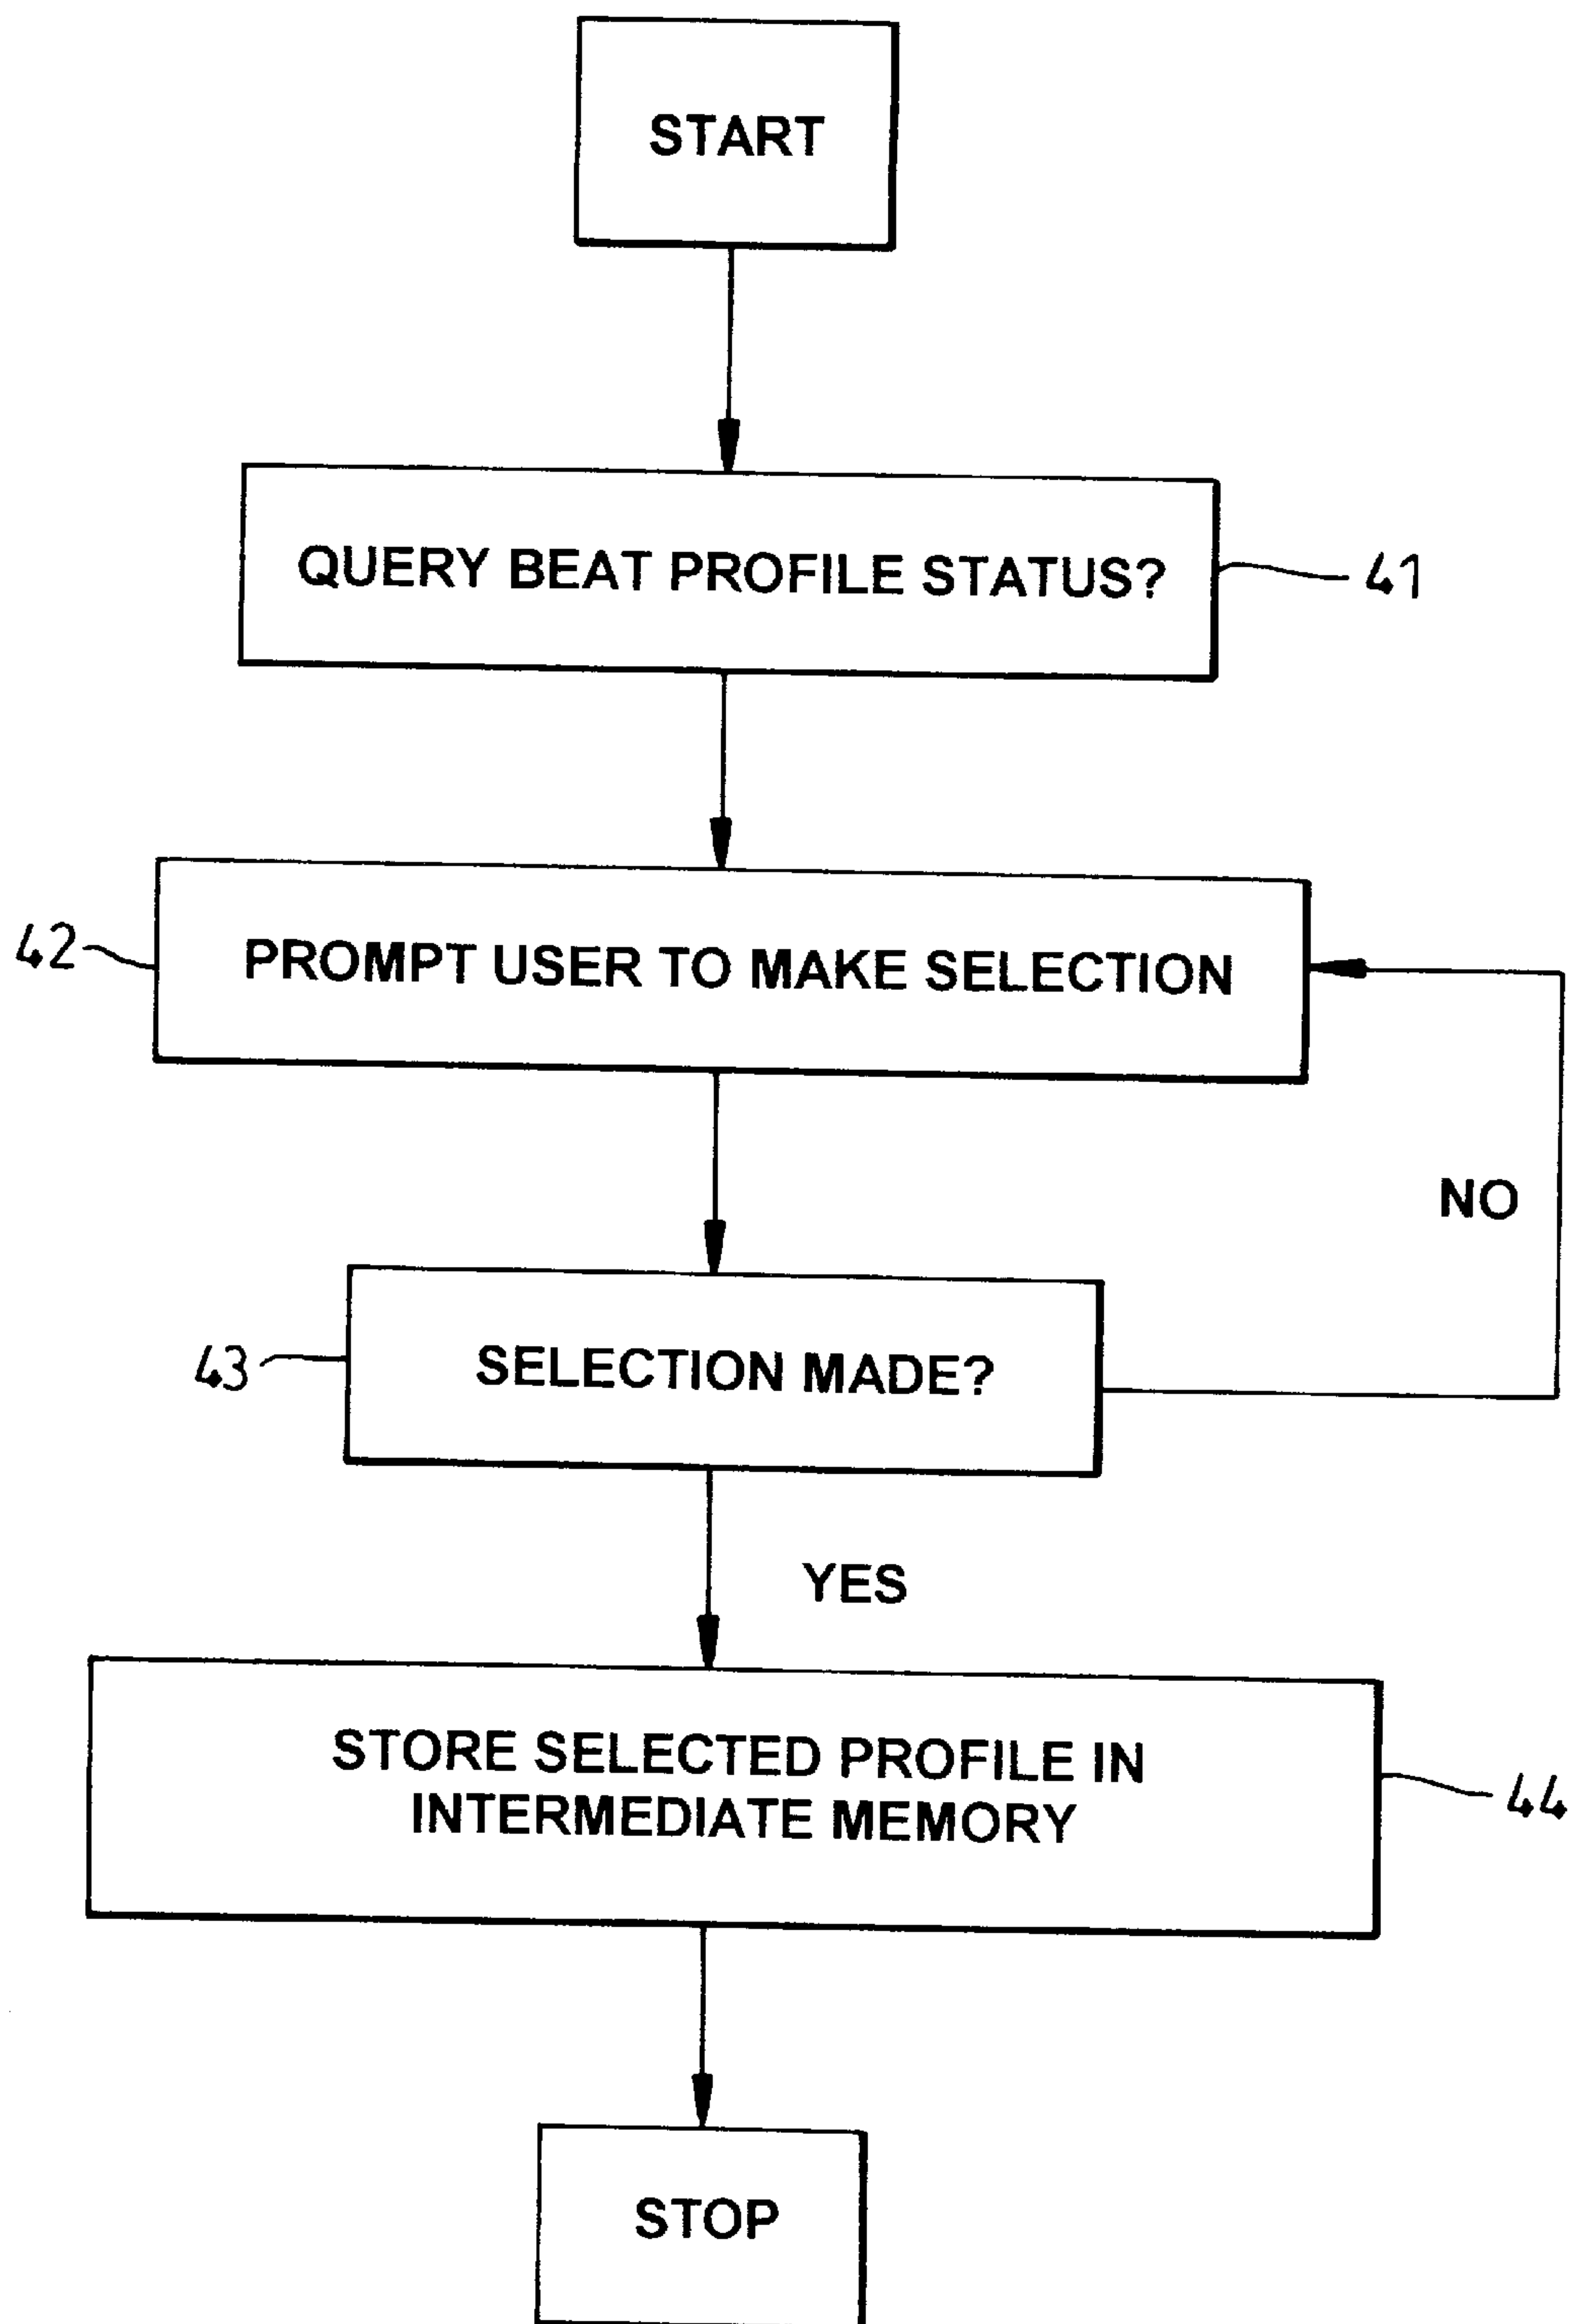 START
QUERY BEAT PROFILE STATUS?
41
42
PROMPT USER TO MAKE SELECTION
NO
43
SELECTION MADE?
YES
STORE SELECTED PROFILE IN
INTERMEDIATE MEMORY
44
STOP